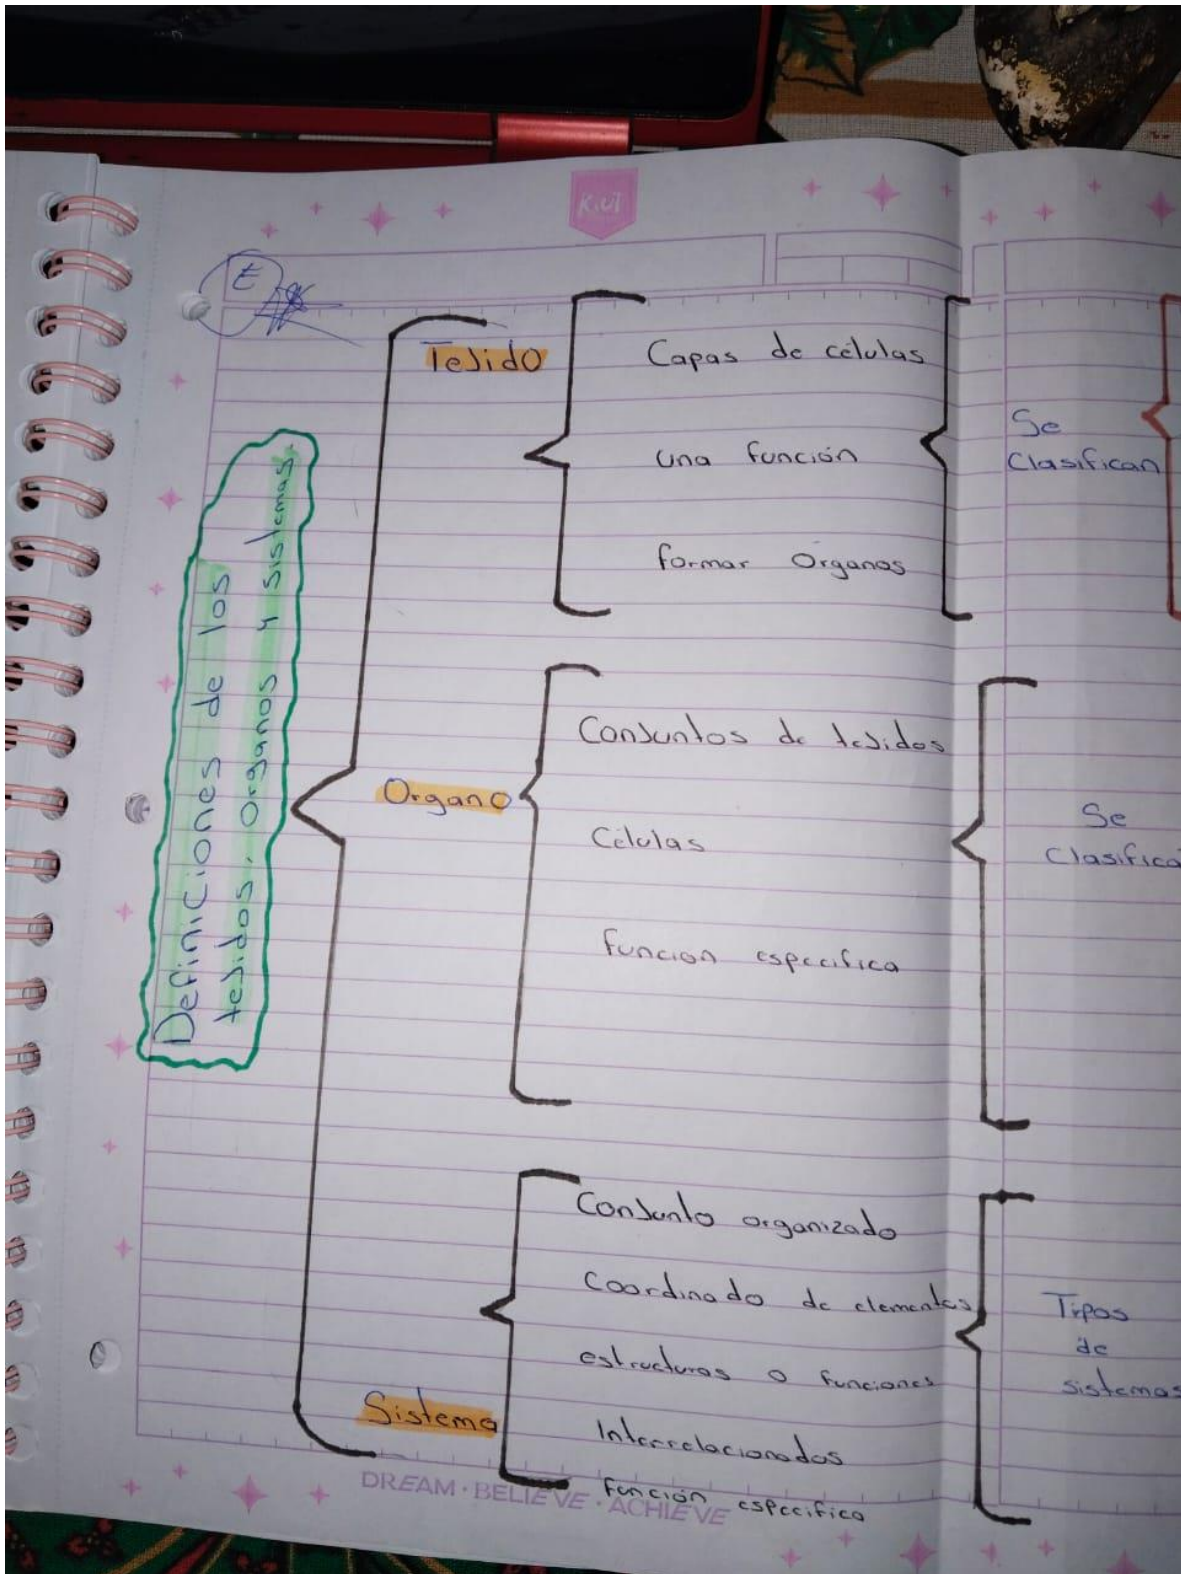 Kiut
E
Definiciones de los
tejidos, organos y sistemas.
Tejido
Capas de células
una función
formar Organos
Se
Clasifican
Organo
Conjuntos de tejidos
Células
función especifica
Se
Clasifica
Sistema
Conjunto organizado
Coordinado de elementos
estructuras o funciones
Interrelacionados
función especifica
Tipos
de
sistemas
DREAM · BELIEVE · ACHIEVE